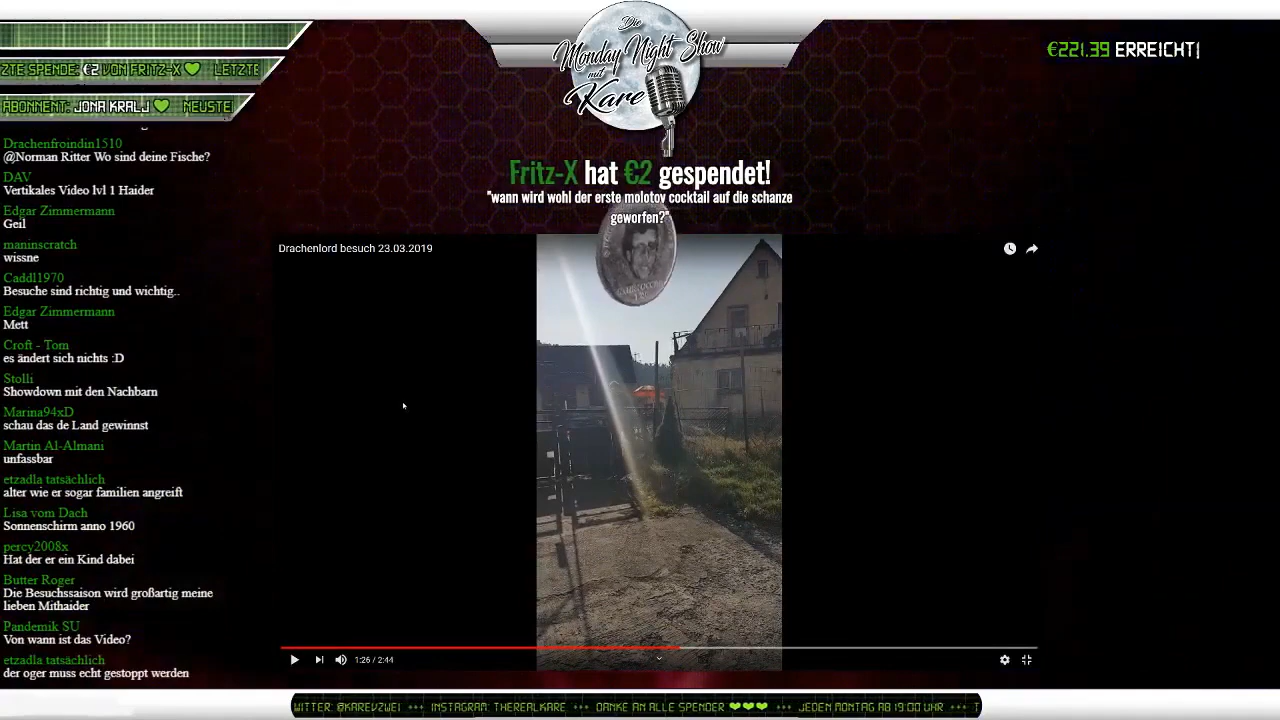 ZTE SPENDE: €2 VON FRITZ-X 💚 LETZTE
ABONNENT: JONA KRALJ 💚 NEUSTE
Die
Monday Night Show
mit
Kare
€221.39 ERREICHT!
Fritz-X hat €2 gespendet!
"wann wird wohl der erste molotov cocktail auf die schanze
geworfen?"
Drachenfroindin1510
@Norman Ritter Wo sind deine Fische?
DAV
Vertikales Video lvl 1 Haider
Edgar Zimmermann
Geil
maninscratch
wissne
Caddl1970
Besuche sind richtig und wichtig..
Edgar Zimmermann
Mett
Croft - Tom
es ändert sich nichts :D
Stolli
Showdown mit den Nachbarn
Marina94xD
schau das de Land gewinnst
Martin Al-Almani
unfassbar
etzadla tatsächlich
alter wie er sogar familien angreift
Lisa vom Dach
Sonnenschirm anno 1960
percy2008x
Hat der er ein Kind dabei
Butter Roger
Die Besuchssaison wird großartig meine
lieben Mithaider
Pandemik SU
Von wann ist das Video?
etzadla tatsächlich
der oger muss echt gestoppt werden
Drachenlord besuch 23.03.2019
1:26 / 2:44
WITTER: @KAREVZWEI +++ INSTAGRAM: THEREALKARE +++ DANKE AN ALLE SPENDER ❤❤❤ +++ JEDEN MONTAG AB 19:00 UHR +++ T